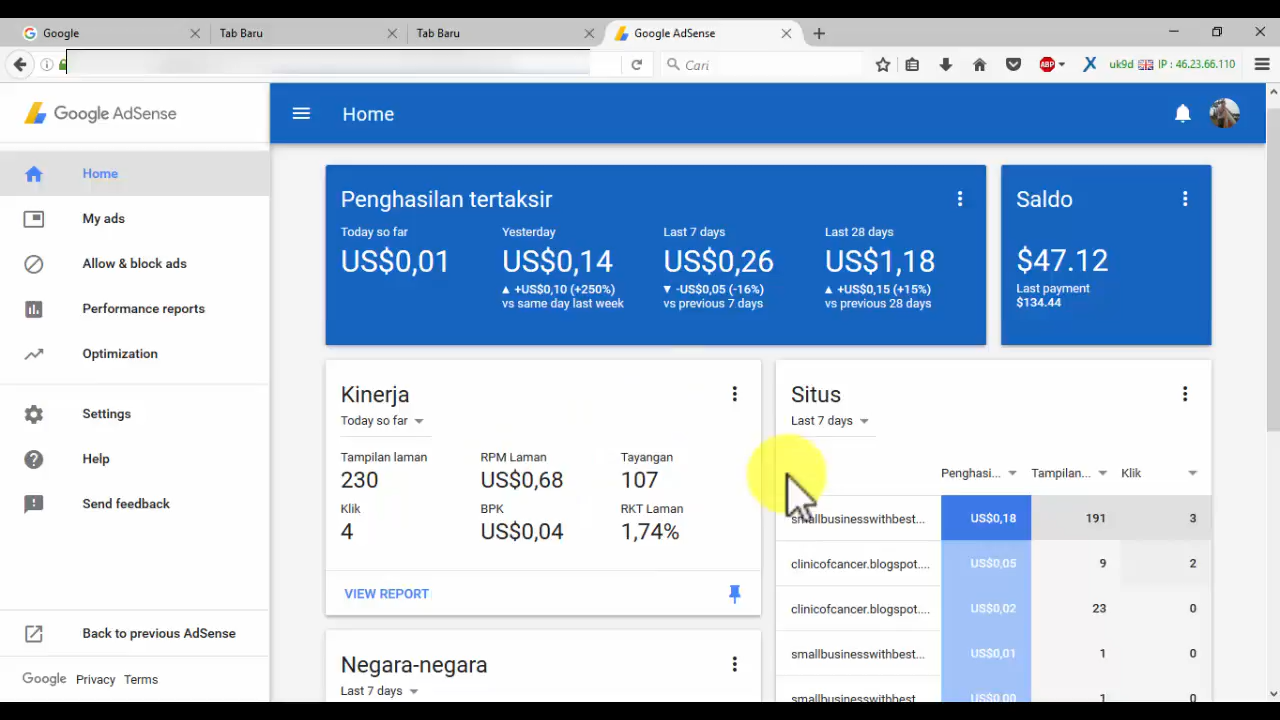 Google
Tab Baru
Tab Baru
Google AdSense
Cari
ABP
uk9d IP : 46.23.66.110
Google AdSense
Home
Home
My ads
Allow & block ads
Performance reports
Optimization
Settings
Help
Send feedback
Back to previous AdSense
Google Privacy Terms
Penghasilan tertaksir
Today so far
US$0,01
Yesterday
US$0,14
+US$0,10 (+250%)
vs same day last week
Last 7 days
US$0,26
-US$0,05 (-16%)
vs previous 7 days
Last 28 days
US$1,18
+US$0,15 (+15%)
vs previous 28 days
Saldo
$47.12
Last payment
$134.44
Kinerja
Today so far
Tampilan laman
230
RPM Laman
US$0,68
Tayangan
107
Klik
4
BPK
US$0,04
RKT Laman
1,74%
VIEW REPORT
Negara-negara
Last 7 days
Situs
Last 7 days
Penghasi... Tampilan... Klik
smallbusinesswithbest... US$0,18 191 3
clinicofcancer.blogspot.... US$0,05 9 2
clinicofcancer.blogspot.... US$0,02 23 0
smallbusinesswithbest... US$0,01 1 0
smallbusinesswithbest... US$0,00 1 0